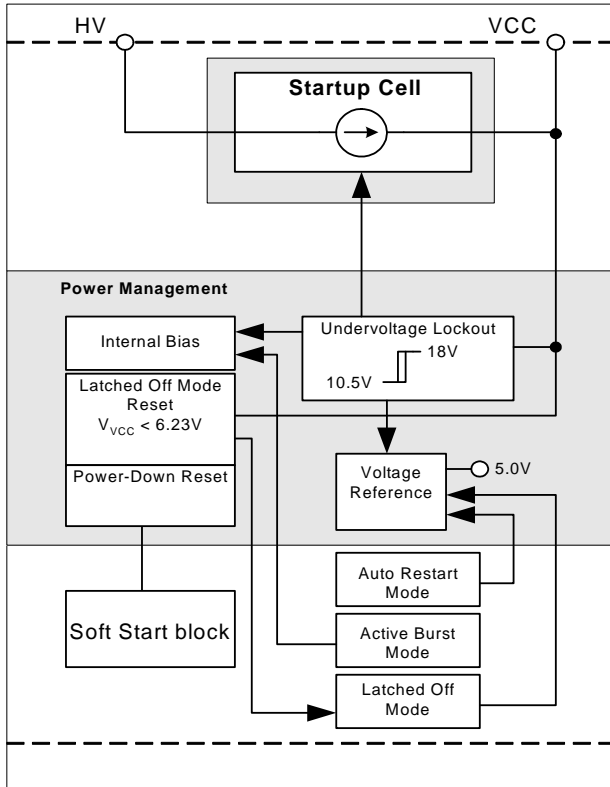 HV
VCC
Startup Cell
Power Management
Internal Bias
Undervoltage Lockout
18V
10.5V
Latched Off Mode
Reset
V_VCC < 6.23V
Power-Down Reset
Voltage
Reference
5.0V
Auto Restart
Mode
Soft Start block
Active Burst
Mode
Latched Off
Mode